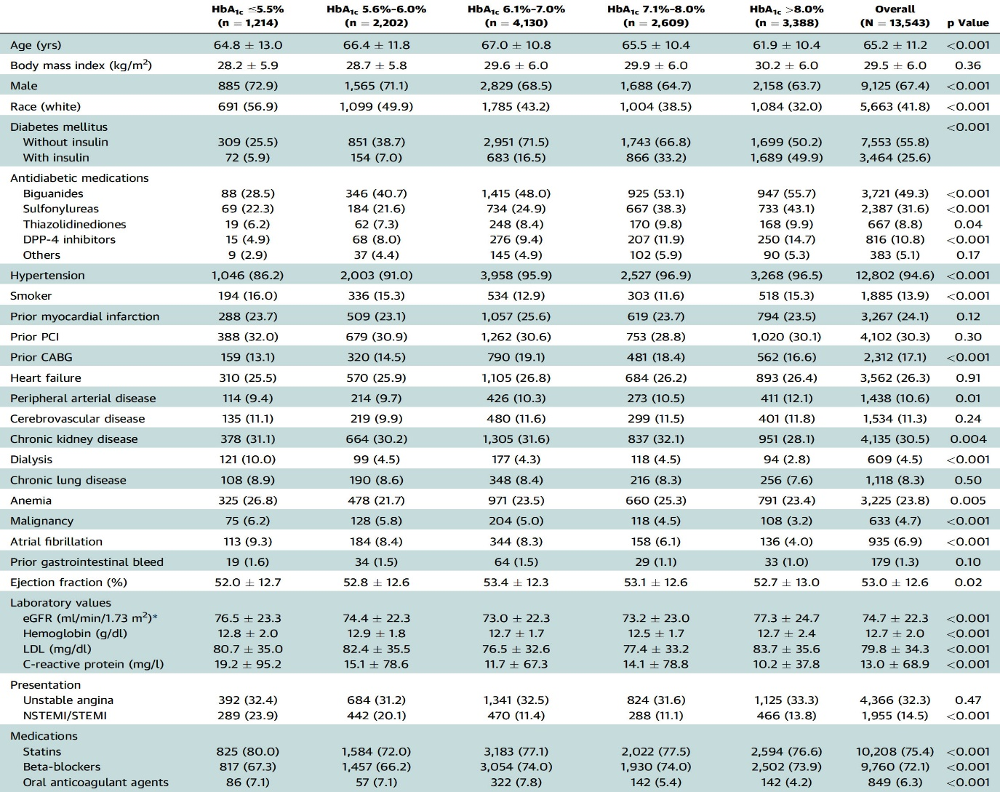 HbA1c ≤5.5% HbA1c 5.6%–6.0% HbA1c 6.1%–7.0% HbA1c 7.1%–8.0% HbA1c >8.0% Overall
(n = 1,214) (n = 2,202) (n = 4,130) (n = 2,609) (n = 3,388) (N = 13,543) p Value
Age (yrs) 64.8 ± 13.0 66.4 ± 11.8 67.0 ± 10.8 65.5 ± 10.4 61.9 ± 10.4 65.2 ± 11.2 <0.001
Body mass index (kg/m2) 28.2 ± 5.9 28.7 ± 5.8 29.6 ± 6.0 29.9 ± 6.0 30.2 ± 6.0 29.5 ± 6.0 0.36
Male 885 (72.9) 1,565 (71.1) 2,829 (68.5) 1,688 (64.7) 2,158 (63.7) 9,125 (67.4) <0.001
Race (white) 691 (56.9) 1,099 (49.9) 1,785 (43.2) 1,004 (38.5) 1,084 (32.0) 5,663 (41.8) <0.001
Diabetes mellitus <0.001
Without insulin 309 (25.5) 851 (38.7) 2,951 (71.5) 1,743 (66.8) 1,699 (50.2) 7,553 (55.8)
With insulin 72 (5.9) 154 (7.0) 683 (16.5) 866 (33.2) 1,689 (49.9) 3,464 (25.6)
Antidiabetic medications
Biguanides 88 (28.5) 346 (40.7) 1,415 (48.0) 925 (53.1) 947 (55.7) 3,721 (49.3) <0.001
Sulfonylureas 69 (22.3) 184 (21.6) 734 (24.9) 667 (38.3) 733 (43.1) 2,387 (31.6) <0.001
Thiazolidinediones 19 (6.2) 62 (7.3) 248 (8.4) 170 (9.8) 168 (9.9) 667 (8.8) 0.04
DPP-4 inhibitors 15 (4.9) 68 (8.0) 276 (9.4) 207 (11.9) 250 (14.7) 816 (10.8) <0.001
Others 9 (2.9) 37 (4.4) 145 (4.9) 102 (5.9) 90 (5.3) 383 (5.1) 0.17
Hypertension 1,046 (86.2) 2,003 (91.0) 3,958 (95.9) 2,527 (96.9) 3,268 (96.5) 12,802 (94.6) <0.001
Smoker 194 (16.0) 336 (15.3) 534 (12.9) 303 (11.6) 518 (15.3) 1,885 (13.9) <0.001
Prior myocardial infarction 288 (23.7) 509 (23.1) 1,057 (25.6) 619 (23.7) 794 (23.5) 3,267 (24.1) 0.12
Prior PCI 388 (32.0) 679 (30.9) 1,262 (30.6) 753 (28.8) 1,020 (30.1) 4,102 (30.3) 0.30
Prior CABG 159 (13.1) 320 (14.5) 790 (19.1) 481 (18.4) 562 (16.6) 2,312 (17.1) <0.001
Heart failure 310 (25.5) 570 (25.9) 1,105 (26.8) 684 (26.2) 893 (26.4) 3,562 (26.3) 0.91
Peripheral arterial disease 114 (9.4) 214 (9.7) 426 (10.3) 273 (10.5) 411 (12.1) 1,438 (10.6) 0.01
Cerebrovascular disease 135 (11.1) 219 (9.9) 480 (11.6) 299 (11.5) 401 (11.8) 1,534 (11.3) 0.24
Chronic kidney disease 378 (31.1) 664 (30.2) 1,305 (31.6) 837 (32.1) 951 (28.1) 4,135 (30.5) 0.004
Dialysis 121 (10.0) 99 (4.5) 177 (4.3) 118 (4.5) 94 (2.8) 609 (4.5) <0.001
Chronic lung disease 108 (8.9) 190 (8.6) 348 (8.4) 216 (8.3) 256 (7.6) 1,118 (8.3) 0.50
Anemia 325 (26.8) 478 (21.7) 971 (23.5) 660 (25.3) 791 (23.4) 3,225 (23.8) 0.005
Malignancy 75 (6.2) 128 (5.8) 204 (5.0) 118 (4.5) 108 (3.2) 633 (4.7) <0.001
Atrial fibrillation 113 (9.3) 184 (8.4) 344 (8.3) 158 (6.1) 136 (4.0) 935 (6.9) <0.001
Prior gastrointestinal bleed 19 (1.6) 34 (1.5) 64 (1.5) 29 (1.1) 33 (1.0) 179 (1.3) 0.10
Ejection fraction (%) 52.0 ± 12.7 52.8 ± 12.6 53.4 ± 12.3 53.1 ± 12.6 52.7 ± 13.0 53.0 ± 12.6 0.02
Laboratory values
eGFR (ml/min/1.73 m2)* 76.5 ± 23.3 74.4 ± 22.3 73.0 ± 22.3 73.2 ± 23.0 77.3 ± 24.7 74.7 ± 22.3 <0.001
Hemoglobin (g/dl) 12.8 ± 2.0 12.9 ± 1.8 12.7 ± 1.7 12.5 ± 1.7 12.7 ± 2.4 12.7 ± 2.0 <0.001
LDL (mg/dl) 80.7 ± 35.0 82.4 ± 35.5 76.5 ± 32.6 77.4 ± 33.2 83.7 ± 35.6 79.8 ± 34.3 <0.001
C-reactive protein (mg/l) 19.2 ± 95.2 15.1 ± 78.6 11.7 ± 67.3 14.1 ± 78.8 10.2 ± 37.8 13.0 ± 68.9 <0.001
Presentation
Unstable angina 392 (32.4) 684 (31.2) 1,341 (32.5) 824 (31.6) 1,125 (33.3) 4,366 (32.3) 0.47
NSTEMI/STEMI 289 (23.9) 442 (20.1) 470 (11.4) 288 (11.1) 466 (13.8) 1,955 (14.5) <0.001
Medications
Statins 825 (80.0) 1,584 (72.0) 3,183 (77.1) 2,022 (77.5) 2,594 (76.6) 10,208 (75.4) <0.001
Beta-blockers 817 (67.3) 1,457 (66.2) 3,054 (74.0) 1,930 (74.0) 2,502 (73.9) 9,760 (72.1) <0.001
Oral anticoagulant agents 86 (7.1) 57 (7.1) 322 (7.8) 142 (5.4) 142 (4.2) 849 (6.3) <0.001